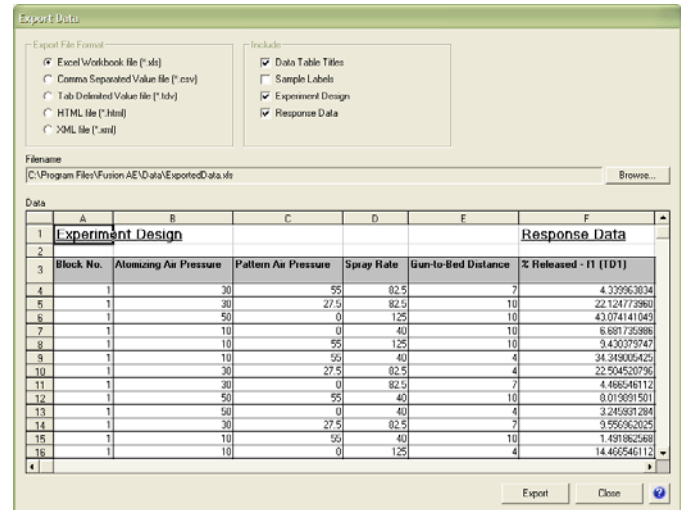 Export Data
Export File Format
Excel Workbook file (*.xls)
Comma Separated Value file (*.csv)
Tab Delimited Value file (*.tdv)
HTML file (*.html)
XML file (*.xml)
Include
Data Table Titles
Sample Labels
Experiment Design
Response Data
Filename
C:\Program Files\Fusion AE\Data\ExportedData.xls
Browse...
Data
A B C D E F
1 Experiment Design Response Data
2
3 Block No. Atomizing Air Pressure Pattern Air Pressure Spray Rate Gun-to-Bed Distance % Released - f1 (TD1)
4 1 30 55 82.5 7 4.339963834
5 1 30 27.5 82.5 10 22.124773960
6 1 50 0 125 10 43.074141049
7 1 10 0 40 10 6.681735986
8 1 10 55 125 10 9.430379747
9 1 10 55 40 4 34.349005425
10 1 30 27.5 82.5 4 22.504520796
11 1 30 0 82.5 7 4.466546112
12 1 50 55 40 10 8.019891501
13 1 50 0 40 4 3.245931284
14 1 30 27.5 82.5 7 9.556962025
15 1 10 55 40 10 1.491862568
16 1 10 0 125 4 14.466546112
Export Close ?